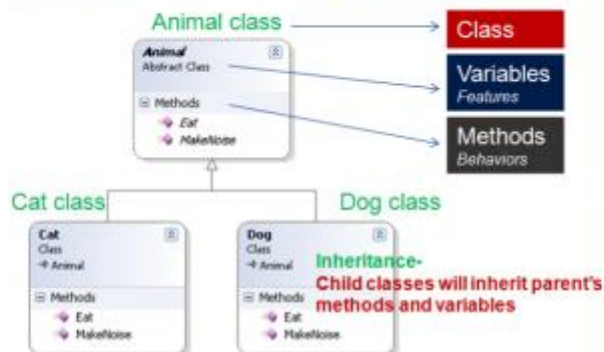 Animal class
Class
Animal
Abstract Class
Variables
Features
Methods
Eat
MakeNoise
Methods
Behaviors
Cat class
Dog class
Cat
Class
Animal
Methods
Eat
MakeNoise
Dog
Class
Animal
Methods
Eat
MakeNoise
Inheritance-
Child classes will inherit parent's
methods and variables